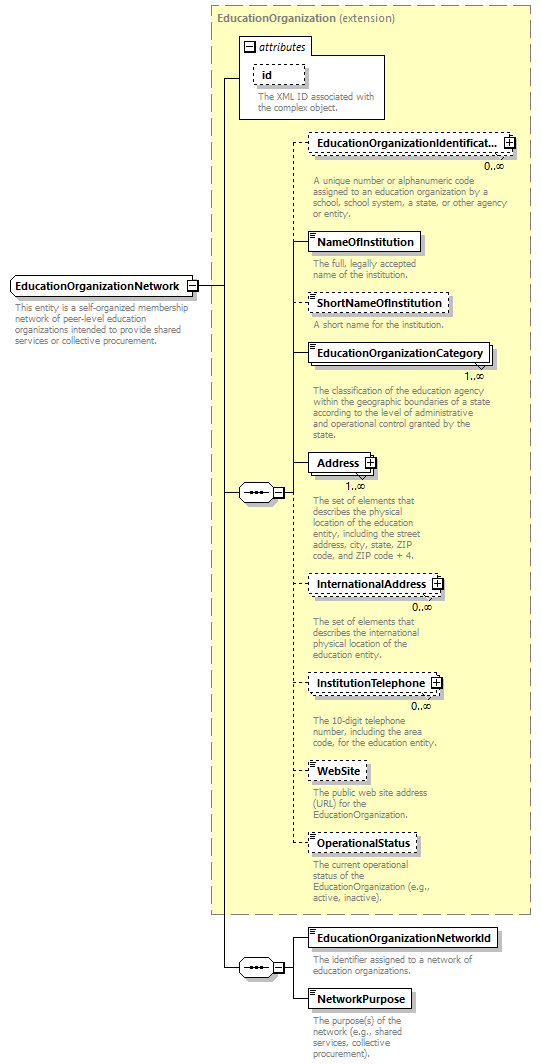 EducationOrganization (extension)
attributes
id
The XML ID associated with
the complex object.
EducationOrganizationIdentificat...
0..∞
A unique number or alphanumeric code
assigned to an education organization by a
school, school system, a state, or other agency
or entity.
NameOfInstitution
The full, legally accepted
name of the institution.
EducationOrganizationNetwork
This entity is a self-organized membership
network of peer-level education
organizations intended to provide shared
services or collective procurement.
ShortNameOfInstitution
A short name for the institution.
EducationOrganizationCategory
1..∞
The classification of the education agency
within the geographic boundaries of a state
according to the level of administrative
and operational control granted by the
state.
Address
1..∞
The set of elements that
describes the physical
location of the education
entity, including the street
address, city, state, ZIP
code, and ZIP code + 4.
InternationalAddress
0..∞
The set of elements that
describes the international
physical location of the
education entity.
InstitutionTelephone
0..∞
The 10-digit telephone
number, including the area
code, for the education entity.
WebSite
The public web site address
(URL) for the
EducationOrganization.
OperationalStatus
The current operational
status of the
EducationOrganization (e.g.,
active, inactive).
EducationOrganizationNetworkId
The identifier assigned to a network of
education organizations.
NetworkPurpose
The purpose(s) of the
network (e.g., shared
services, collective
procurement).